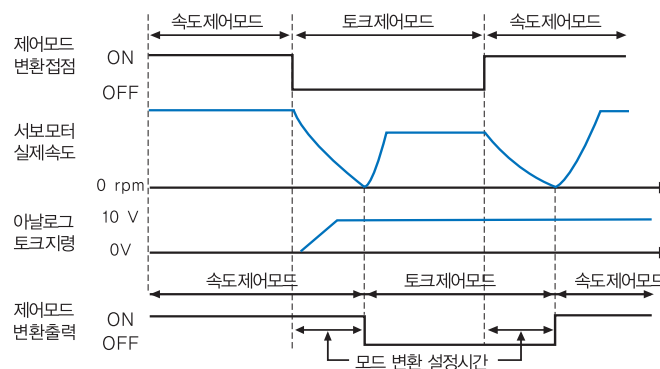 속도제어모드 토크제어모드 속도제어모드
제어모드
변환접점
ON
OFF
서보모터
실제속도
0 rpm
아날로그
토크지령
10 V
0V
속도제어모드 토크제어모드 속도제어모드
제어모드
변환출력
ON
OFF
모드 변환 설정시간